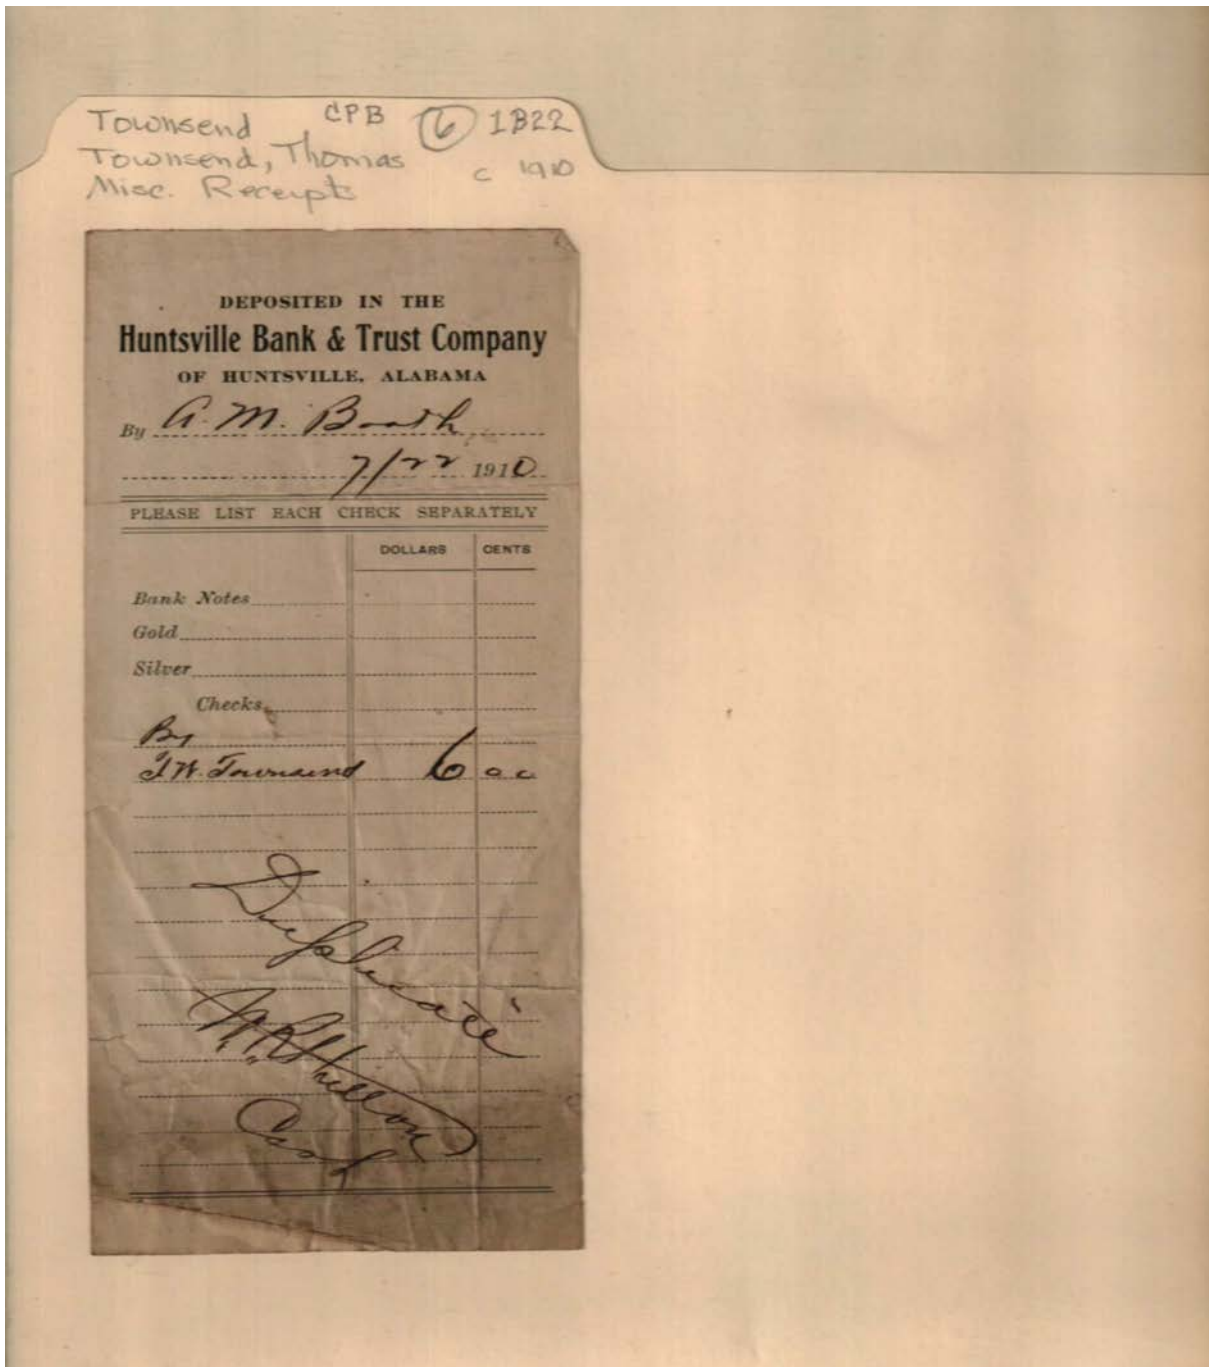 Townsend CPB 6 1B22
Townsend, Thomas c 1910
Misc. Receipts
DEPOSITED IN THE
Huntsville Bank & Trust Company
OF HUNTSVILLE, ALABAMA
By A. M. Booth
7/22 1910
PLEASE LIST EACH CHECK SEPARATELY
DOLLARS CENTS
Bank Notes
Gold
Silver
Checks
By
T W. Townsend 6 00
Duplicate
Cash